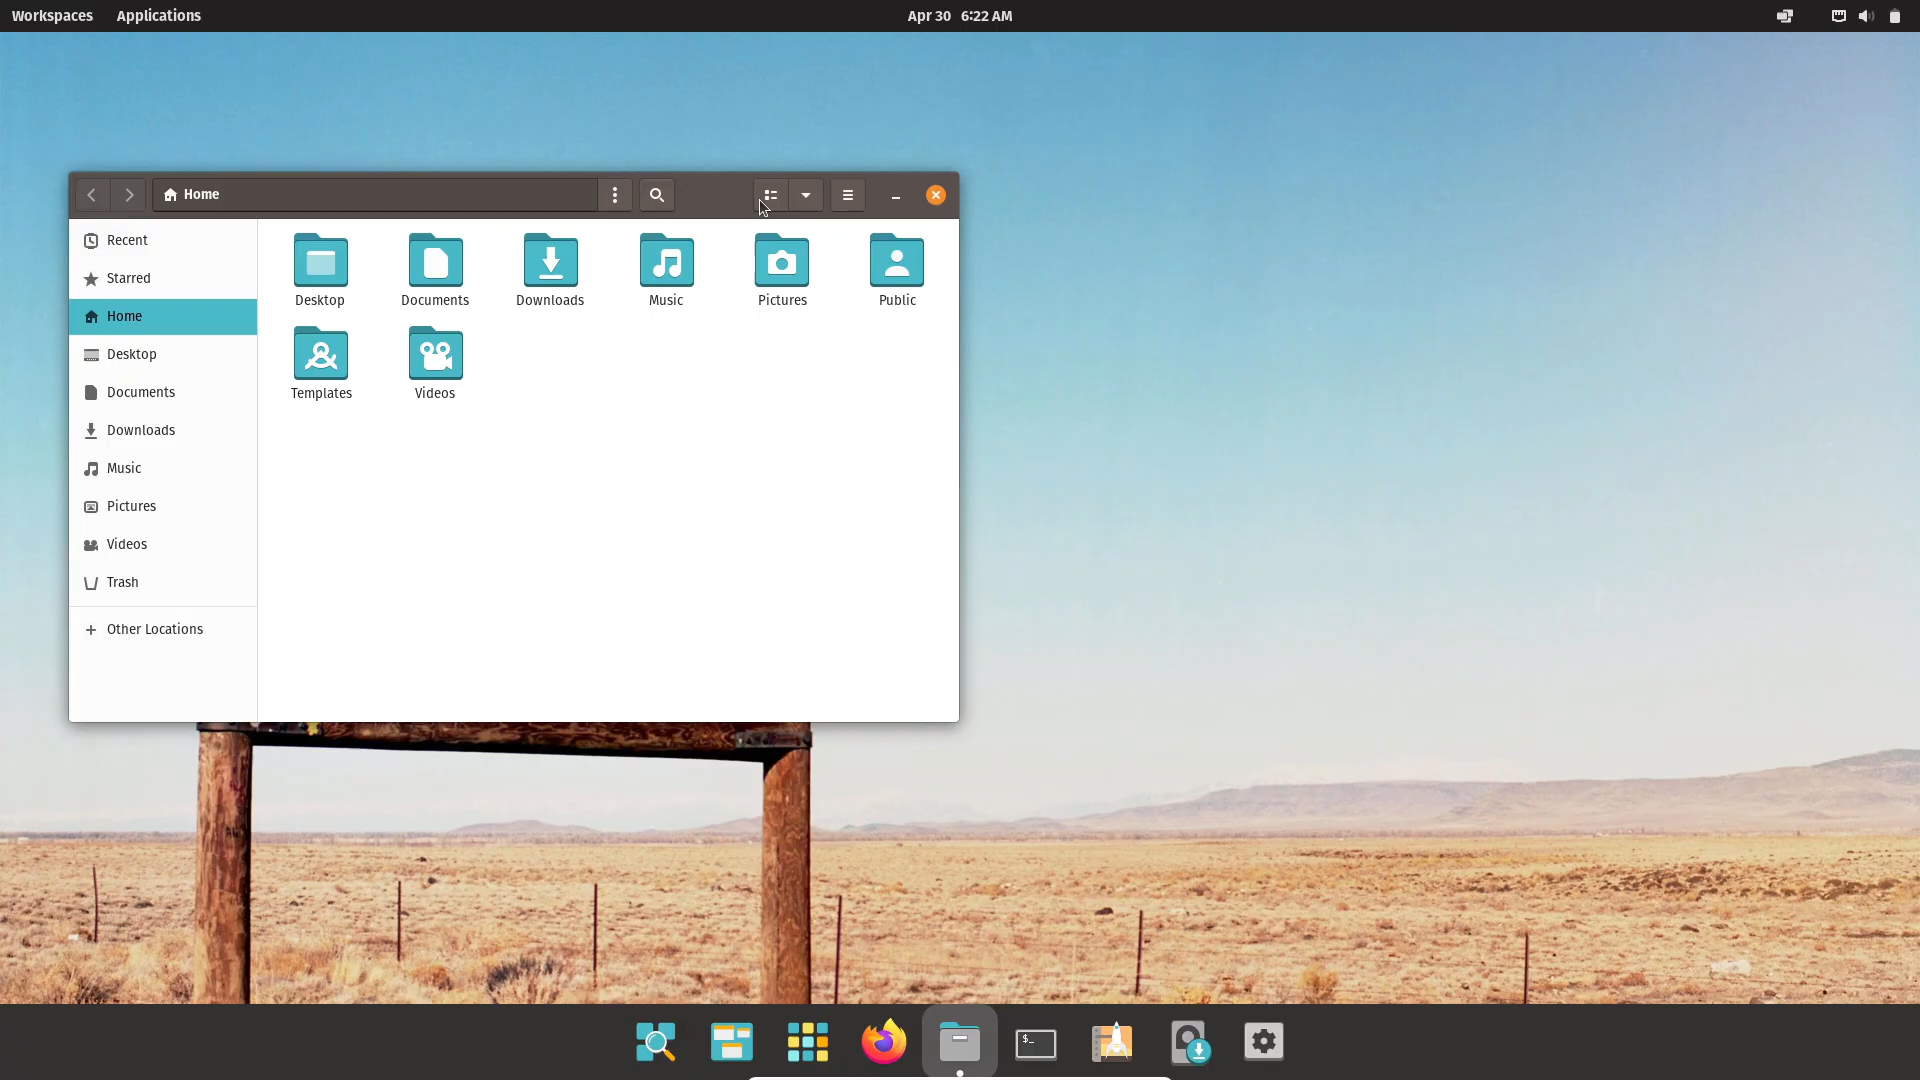 Workspaces Applications Apr 30 6:22 AM
Home
Recent
Starred
Home
Desktop
Documents
Downloads
Music
Pictures
Videos
Trash
Other Locations
Desktop Documents Downloads Music Pictures Public
Templates Videos
$_